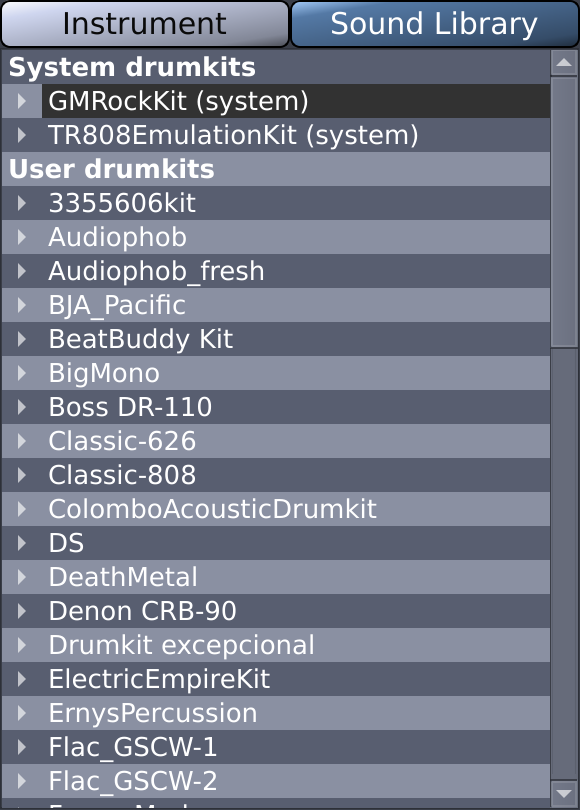 Instrument
Sound Library
System drumkits
GMRockKit (system)
TR808EmulationKit (system)
User drumkits
3355606kit
Audiophob
Audiophob_fresh
BJA_Pacific
BeatBuddy Kit
BigMono
Boss DR-110
Classic-626
Classic-808
ColomboAcousticDrumkit
DS
DeathMetal
Denon CRB-90
Drumkit excepcional
ElectricEmpireKit
ErnysPercussion
Flac_GSCW-1
Flac_GSCW-2